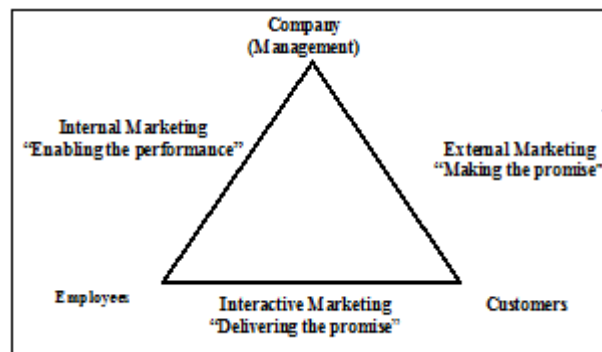 Company
(Management)
Internal Marketing
“Enabling the performance”
External Marketing
“Making the promise”
Employees
Interactive Marketing
“Delivering the promise”
Customers